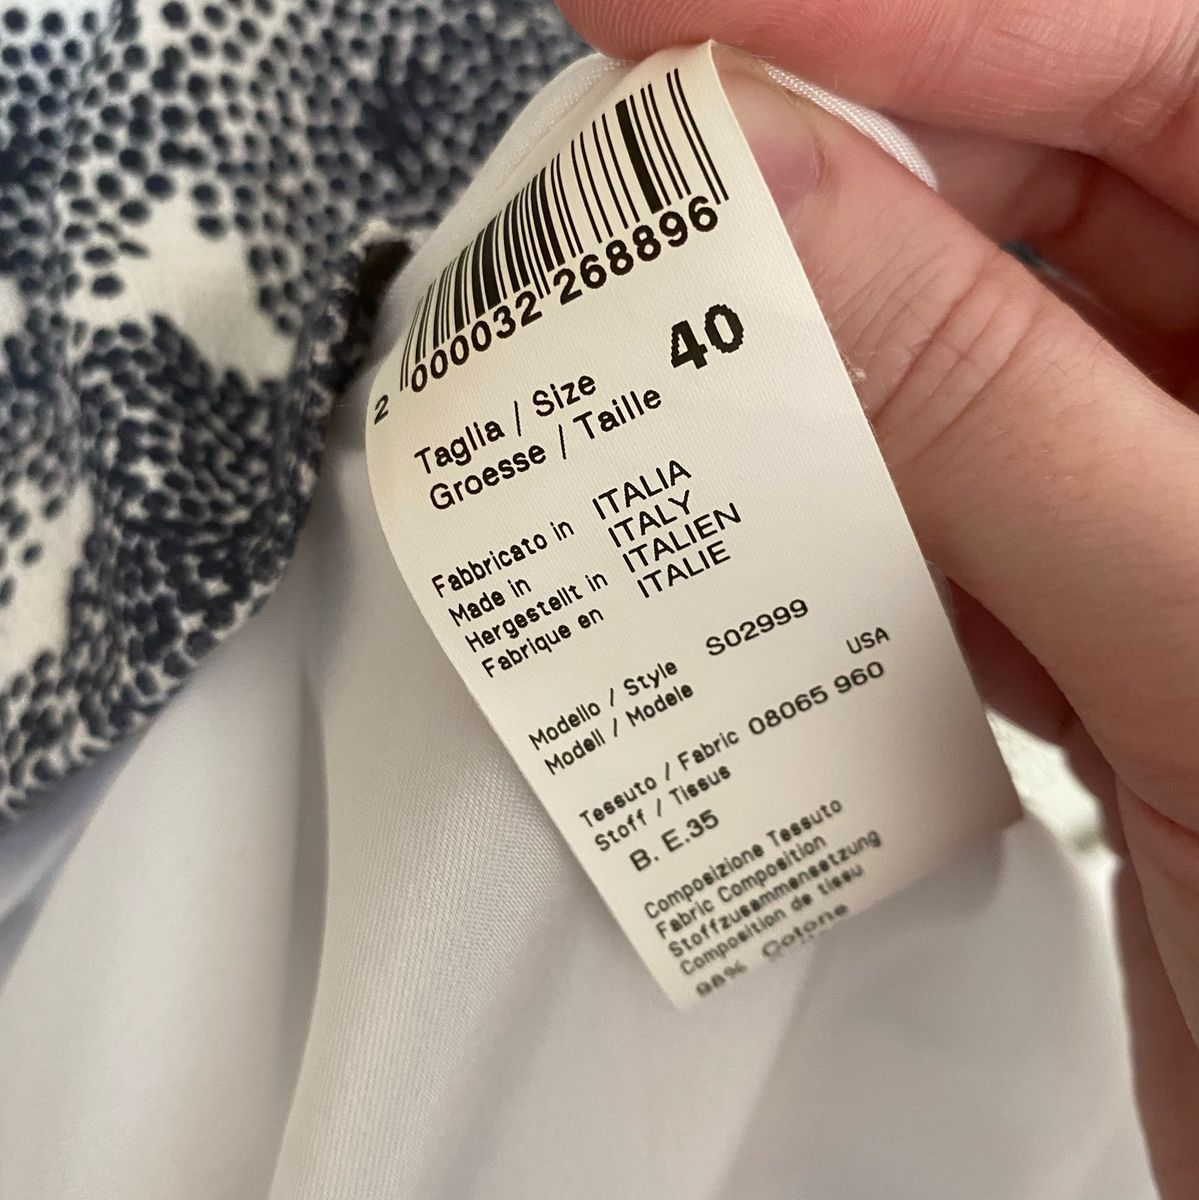 2 000032 268896
Taglia / Size 40
Groesse / Taille
Fabbricato in ITALIA
Made in ITALY
Hergestellt in ITALIEN
Fabrique en ITALIE
Modello / Style S02999
Modell / Modele
USA
Tessuto / Fabric 08065 960
Stoff / Tissus
B. E.35
Composizione Tessuto
Fabric Composition
Stoffzusammensetzung
Composition de tissu
98% Cotone